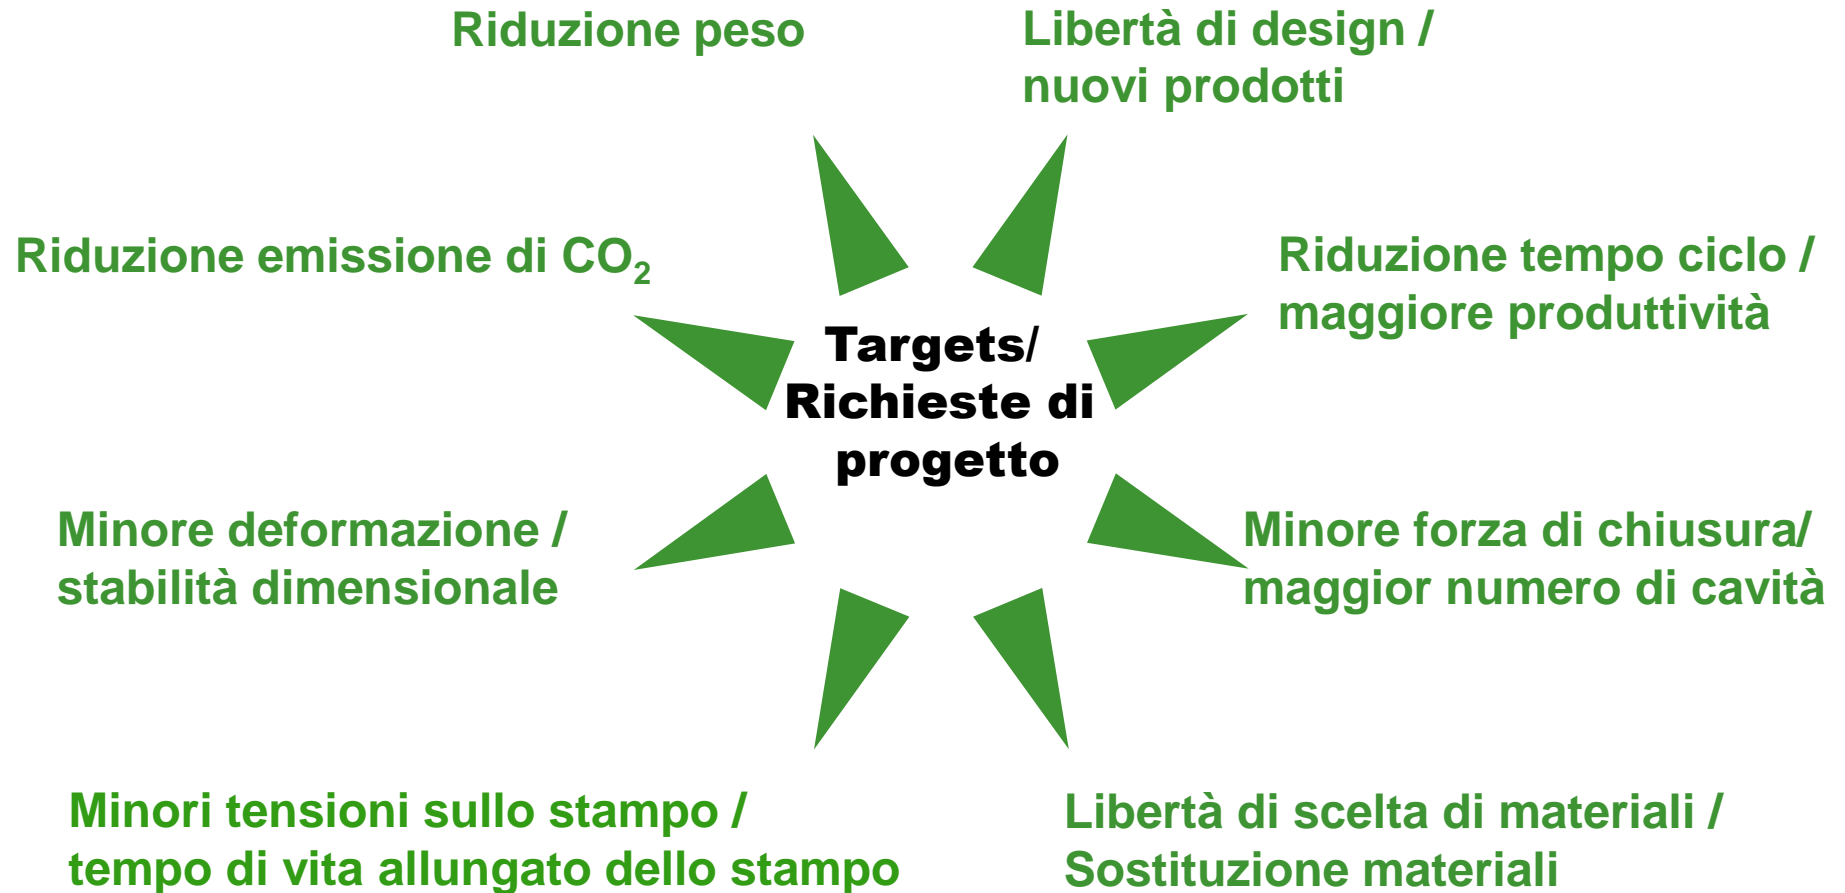 Riduzione peso
Libertà di design /
nuovi prodotti
Riduzione emissione di CO₂
Riduzione tempo ciclo /
maggiore produttività
Targets/
Richieste di
progetto
Minore deformazione /
stabilità dimensionale
Minore forza di chiusura/
maggior numero di cavità
Minori tensioni sullo stampo /
tempo di vita allungato dello stampo
Libertà di scelta di materiali /
Sostituzione materiali